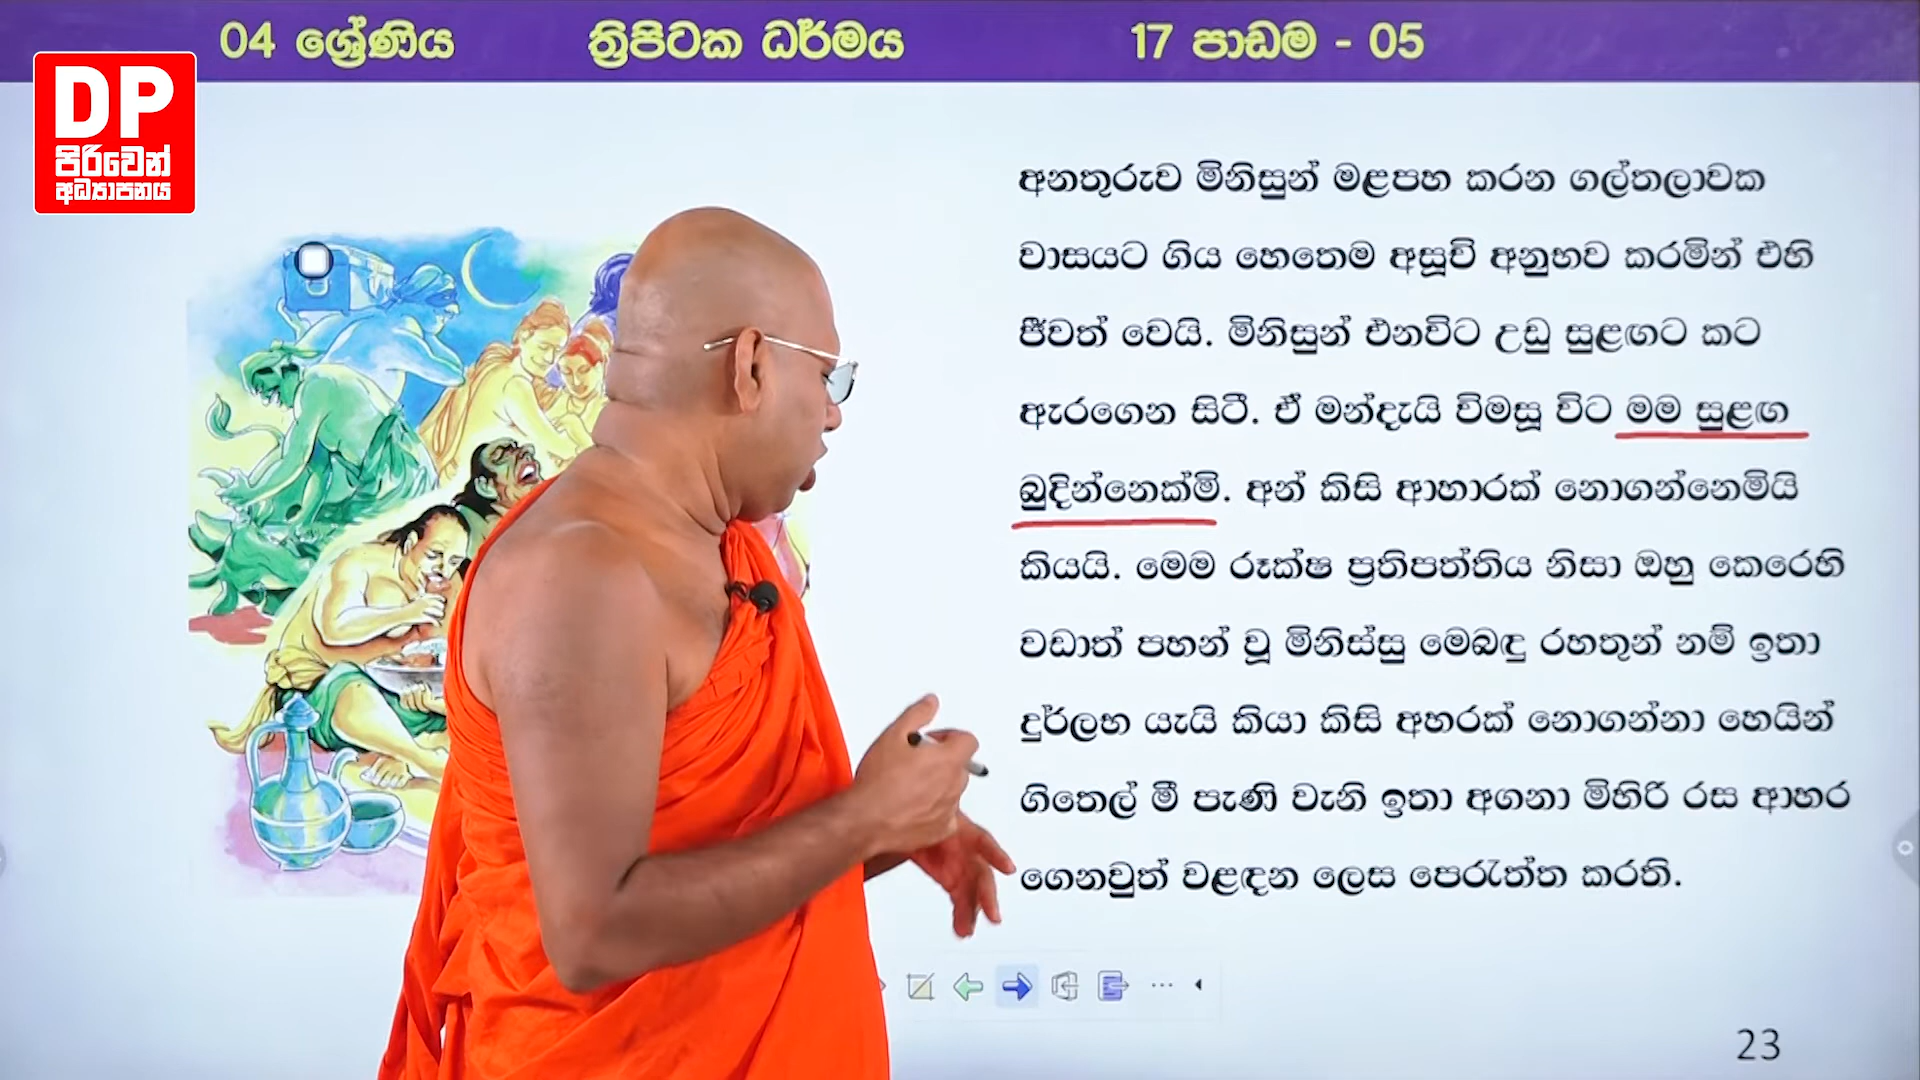 04 ශ්‍රේණිය ත්‍රිපිටක ධර්මය 17 පාඩම - 05
DP
පිරිවෙන්
අධ්‍යාපනය
අනතුරුව මිනිසුන් මළපහ කරන ගල්තලාවක
වාසයට ගිය හෙතෙම අසූචි අනුභව කරමින් එහි
ජීවත් වෙයි. මිනිසුන් එනවිට උඩු සුළඟට කට
ඇරගෙන සිටී. ඒ මන්දැයි විමසූ විට මම සුළඟ
බුදින්නෙක්මි. අන් කිසි ආහාරක් නොගන්නෙමියි
කියයි. මෙම රූක්ෂ ප්‍රතිපත්තිය නිසා ඔහු කෙරෙහි
වඩාත් පහන් වූ මිනිස්සු මෙබඳු රහතුන් නම් ඉතා
දුර්ලභ යැයි කියා කිසි අහරක් නොගන්නා හෙයින්
ගිතෙල් මී පැණි වැනි ඉතා අගනා මිහිරි රස ආහර
ගෙනවුත් වළඳන ලෙස පෙරැත්ත කරති.
23